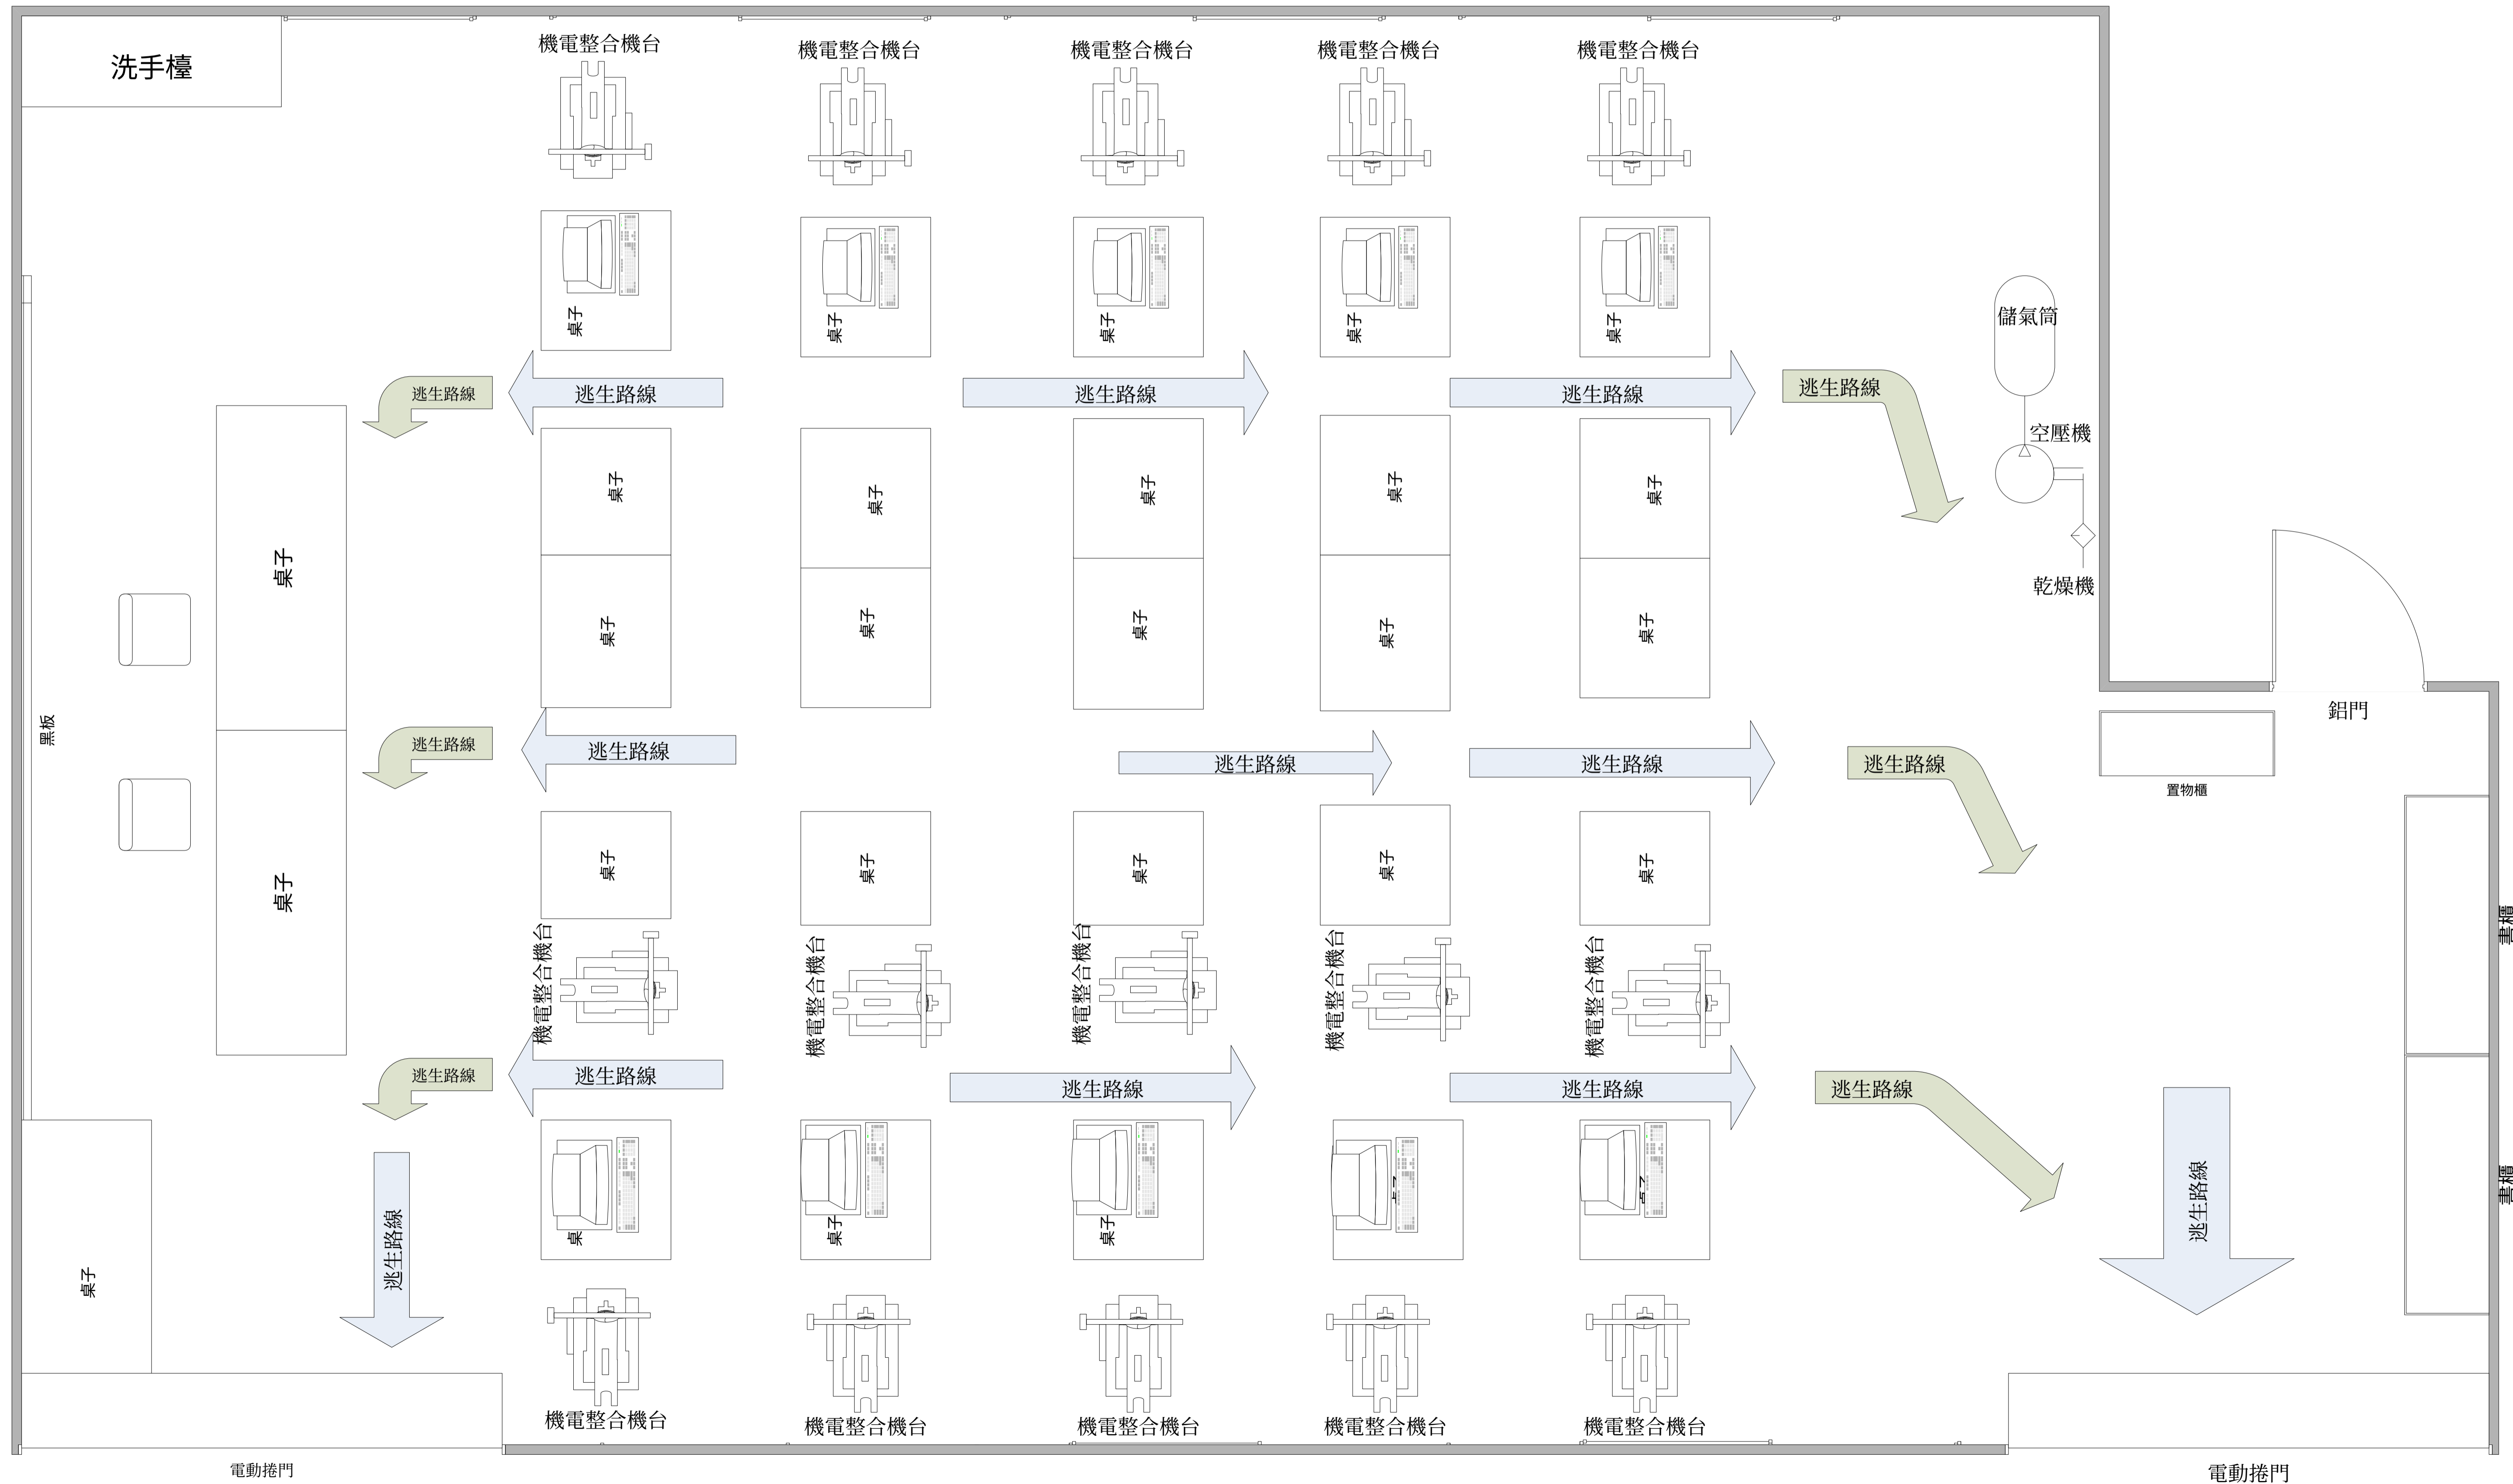 洗手檯
機電整合機台
機電整合機台
機電整合機台
機電整合機台
機電整合機台
桌子
桌子
桌子
桌子
桌子
儲氣筒
逃生路線
逃生路線
逃生路線
逃生路線
逃生路線
空壓機
桌子
桌子
桌子
桌子
桌子
桌子
乾燥機
桌子
桌子
桌子
桌子
桌子
鋁門
黑板
逃生路線
逃生路線
逃生路線
逃生路線
逃生路線
置物櫃
桌子
桌子
桌子
桌子
桌子
桌子
書櫃
機電整合機台
機電整合機台
機電整合機台
機電整合機台
機電整合機台
逃生路線
逃生路線
逃生路線
逃生路線
逃生路線
書櫃
逃生路線
桌
桌子
桌子
逃生路線
桌子
機電整合機台
機電整合機台
機電整合機台
機電整合機台
機電整合機台
電動捲門
電動捲門